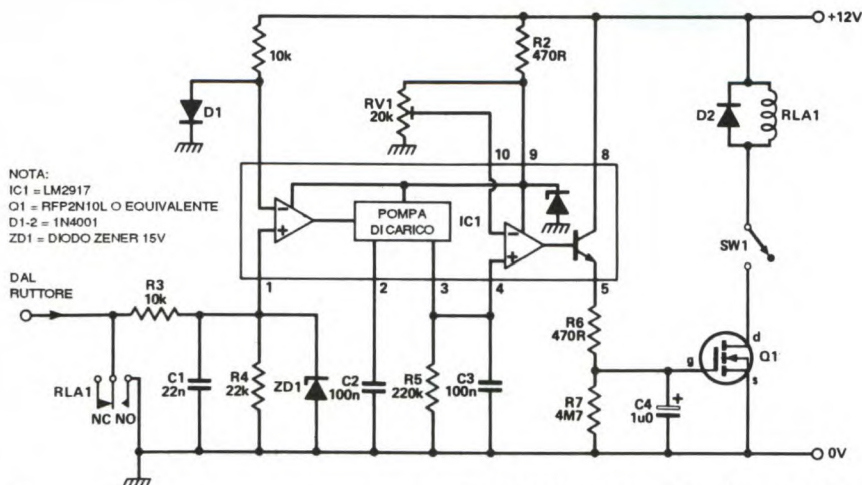 +12V
10k
R2
470R
D1
RV1
20k
D2
RLA1
10
9
8
NOTA:
IC1 = LM2917
Q1 = RFP2N10L O EQUIVALENTE
D1-2 = 1N4001
ZD1 = DIODO ZENER 15V
POMPA
DI CARICO
IC1
SW1
DAL
RUTTORE
R3
10k
1
2
3
4
5
R6
470R
d
Q1
g
s
RLA1
NC
NO
C1
22n
R4
22k
ZD1
C2
100n
R5
220k
C3
100n
R7
4M7
C4
1u0
+
0V